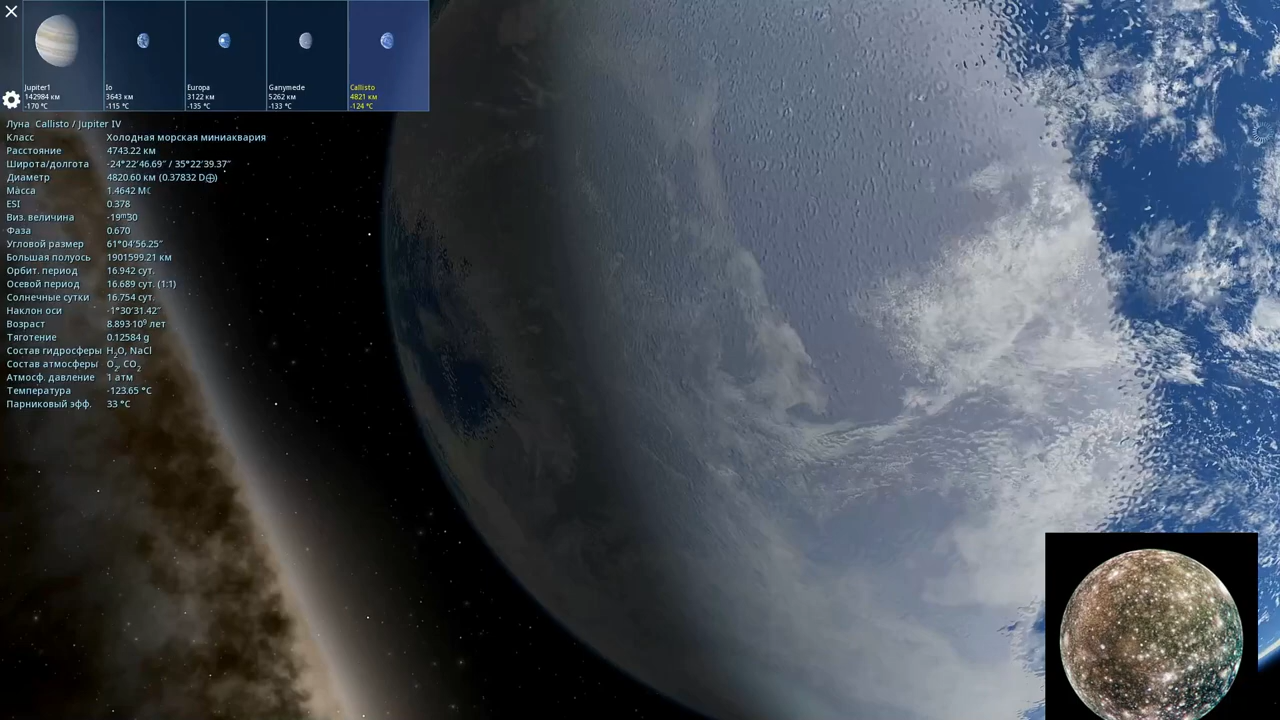 Jupiter1
142984 км
-170 °C
Io
3643 км
-115 °C
Europa
3122 км
-135 °C
Ganymede
5262 км
-133 °C
Callisto
4821 км
-124 °C
Луна Callisto / Jupiter IV
Класс Холодная морская миниаквария
Расстояние 4743.22 км
Широта/долгота -24°22′46.69″ / 35°22′39.37″
Диаметр 4820.60 км (0.37832 D⊕)
Масса 1.4642 M☾
ESI 0.378
Виз. величина -19ᵐ30
Фаза 0.670
Угловой размер 61°04′56.25″
Большая полуось 1901599.21 км
Орбит. период 16.942 сут.
Осевой период 16.689 сут. (1:1)
Солнечные сутки 16.754 сут.
Наклон оси -1°30′31.42″
Возраст 8.893·10⁹ лет
Тяготение 0.12584 g
Состав гидросферы H₂O, NaCl
Состав атмосферы O₂, CO₂
Атмосф. давление 1 атм
Температура -123.65 °C
Парниковый эфф. 33 °C